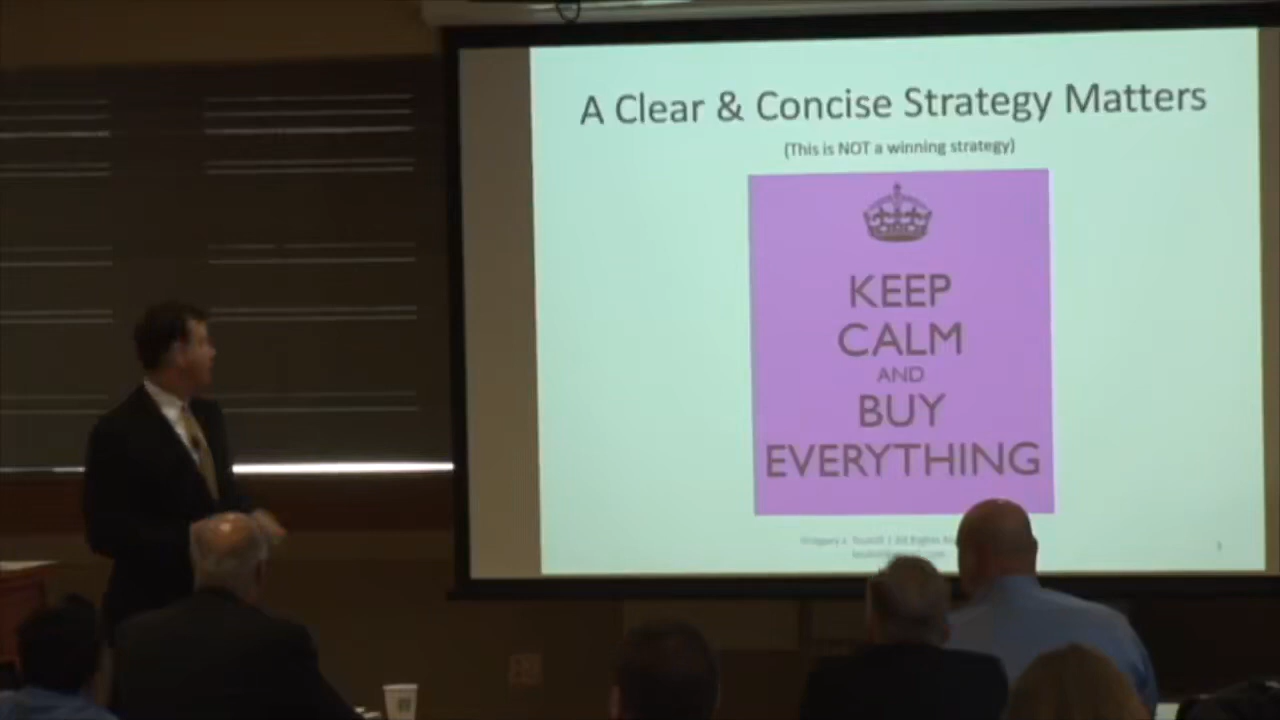 A Clear & Concise Strategy Matters
(This is NOT a winning strategy)
KEEP
CALM
AND
BUY
EVERYTHING